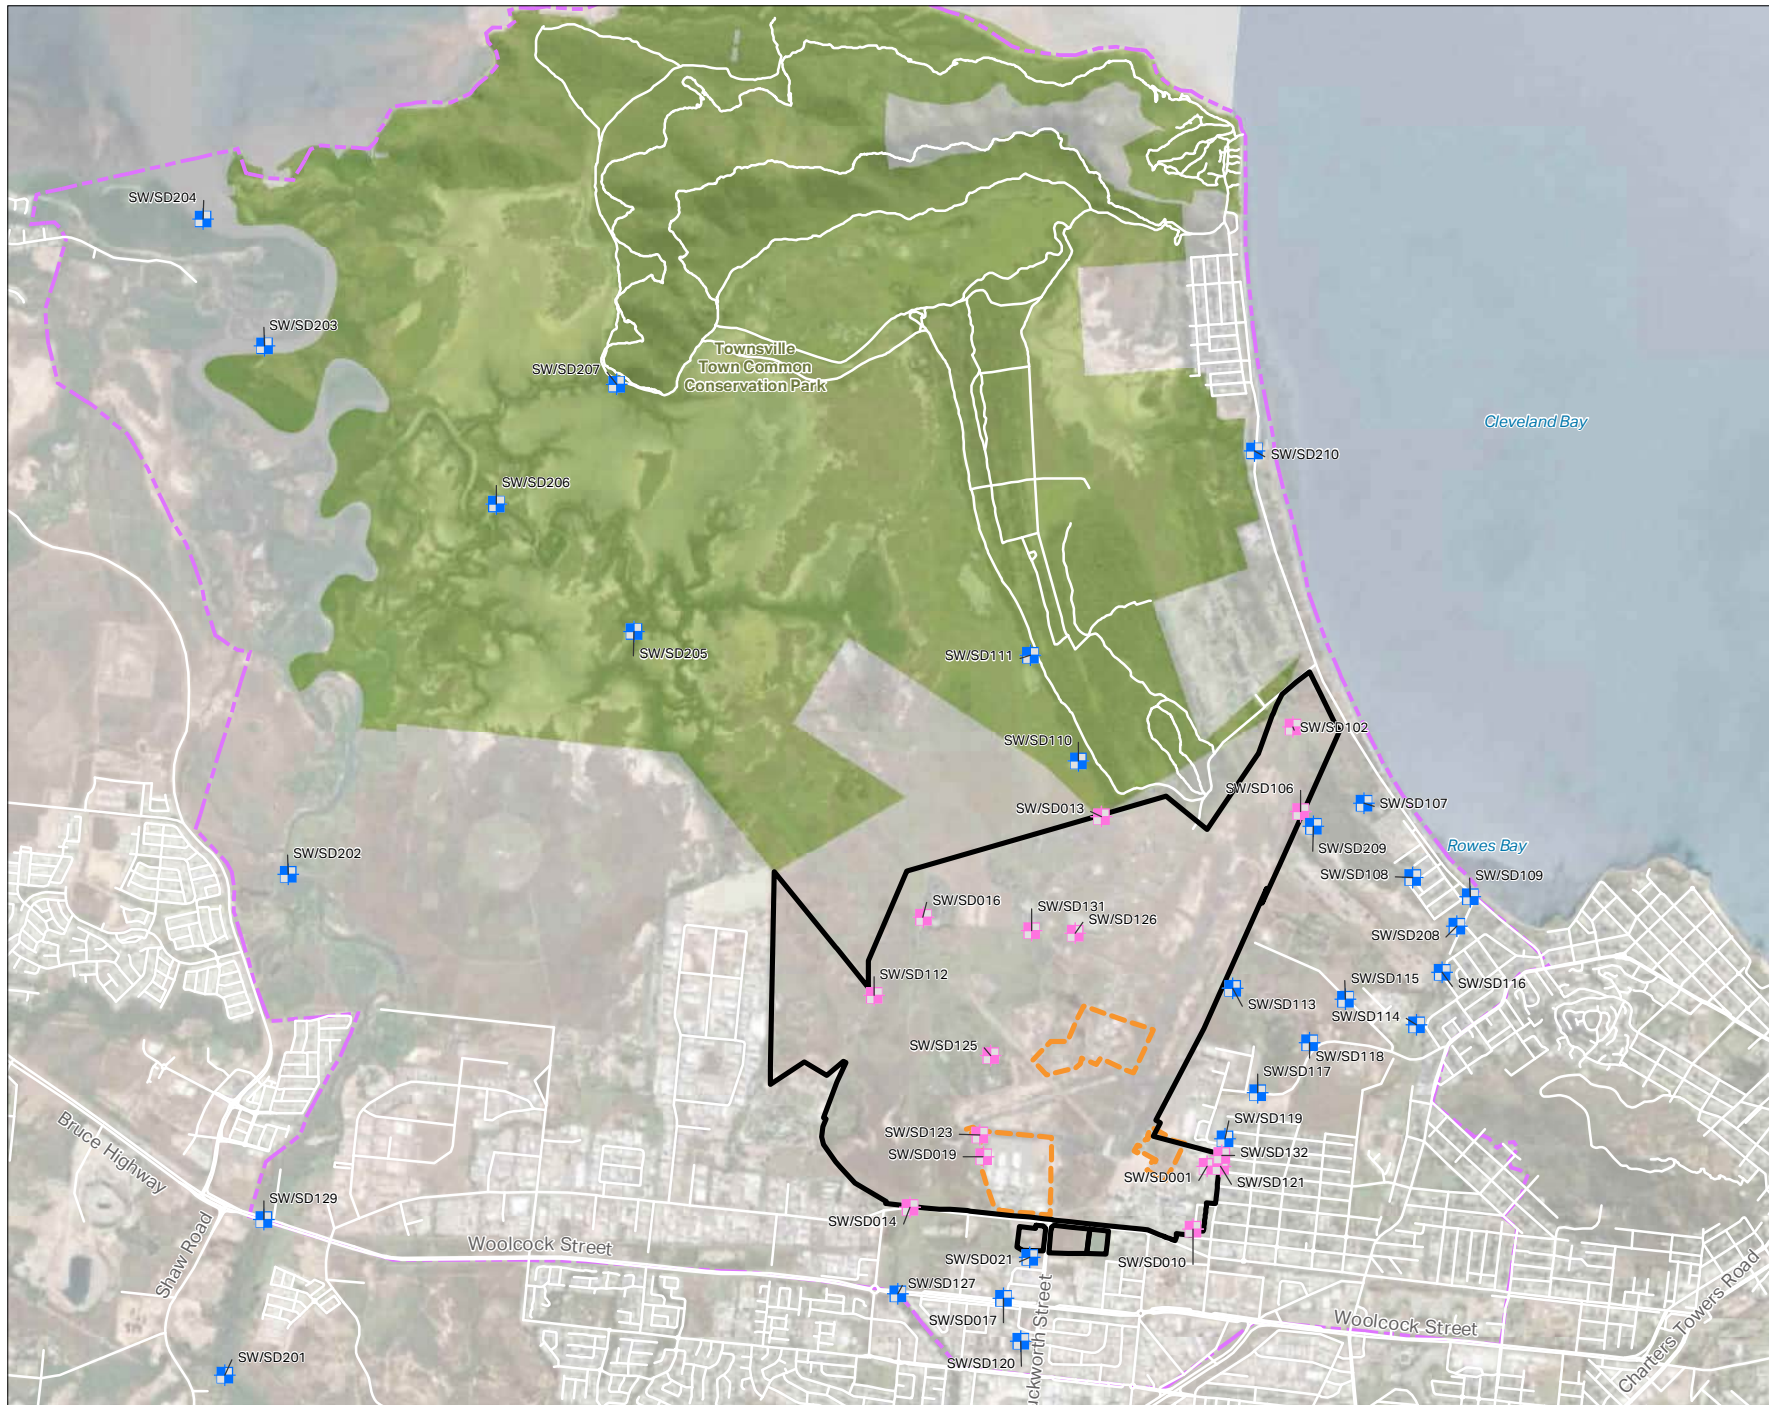 SW/SD204
SW/SD203
SW/SD207
Townsville
Town Common
Conservation Park
Cleveland Bay
SW/SD210
SW/SD206
SW/SD205
SW/SD111
SW/SD102
SW/SD110
SW/SD106
SW/SD107
SW/SD013
Rowes Bay
SW/SD209
SW/SD202
SW/SD108
SW/SD109
SW/SD016
SW/SD131
SW/SD126
SW/SD208
SW/SD112
SW/SD115
SW/SD116
SW/SD113
SW/SD114
SW/SD125
SW/SD118
SW/SD117
SW/SD119
SW/SD123
SW/SD019
SW/SD132
SW/SD001
SW/SD121
Bruce Highway
SW/SD129
SW/SD014
Shaw Road
Woolcock Street
SW/SD021
SW/SD010
SW/SD127
SW/SD017
uckworth Street
Woolcock Street
SW/SD201
SW/SD120
Charters Towers Road